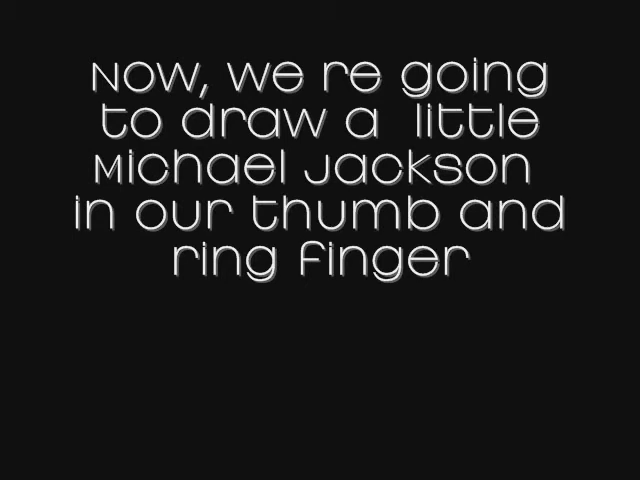 Now, we re going
to draw a little
Michael Jackson
in our thumb and
ring finger